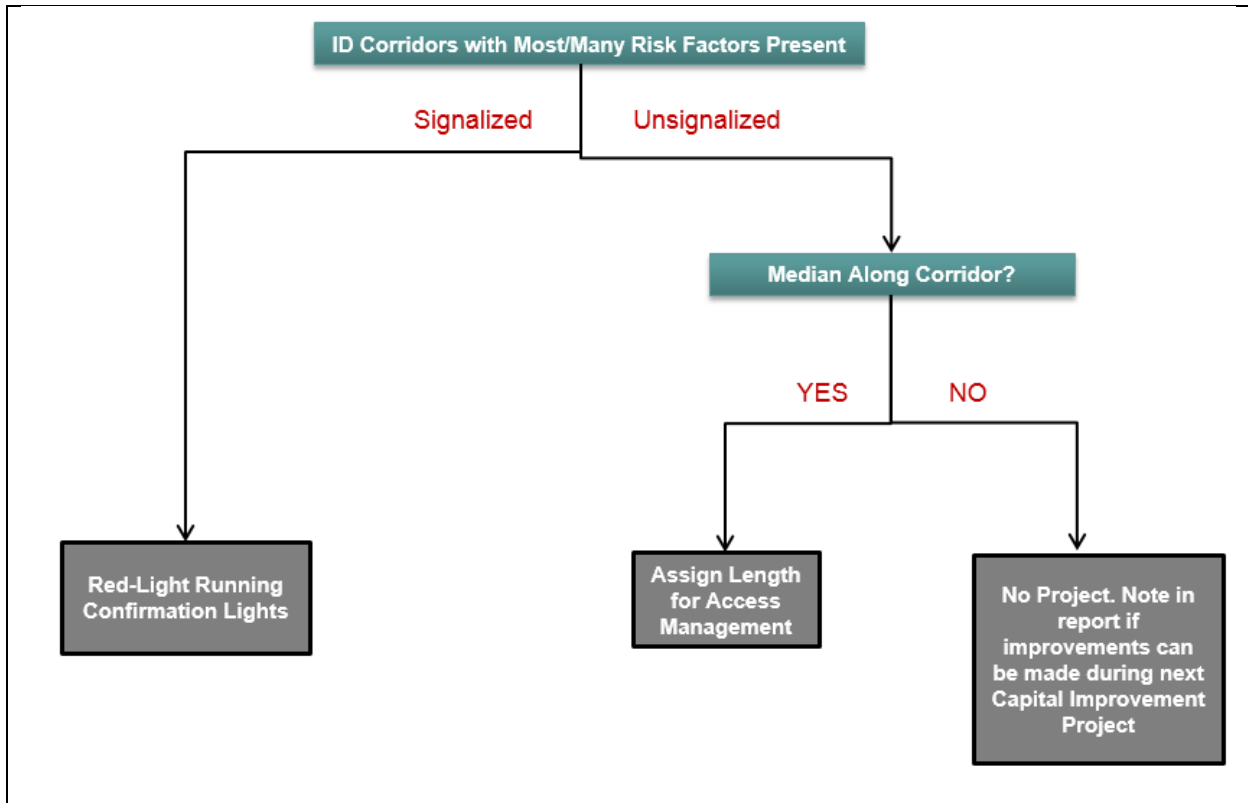 ID Corridors with Most/Many Risk Factors Present
Signalized
Unsignalized
Median Along Corridor?
YES
NO
Red-Light Running
Confirmation Lights
Assign Length
for Access
Management
No Project. Note in
report if
improvements can
be made during next
Capital Improvement
Project